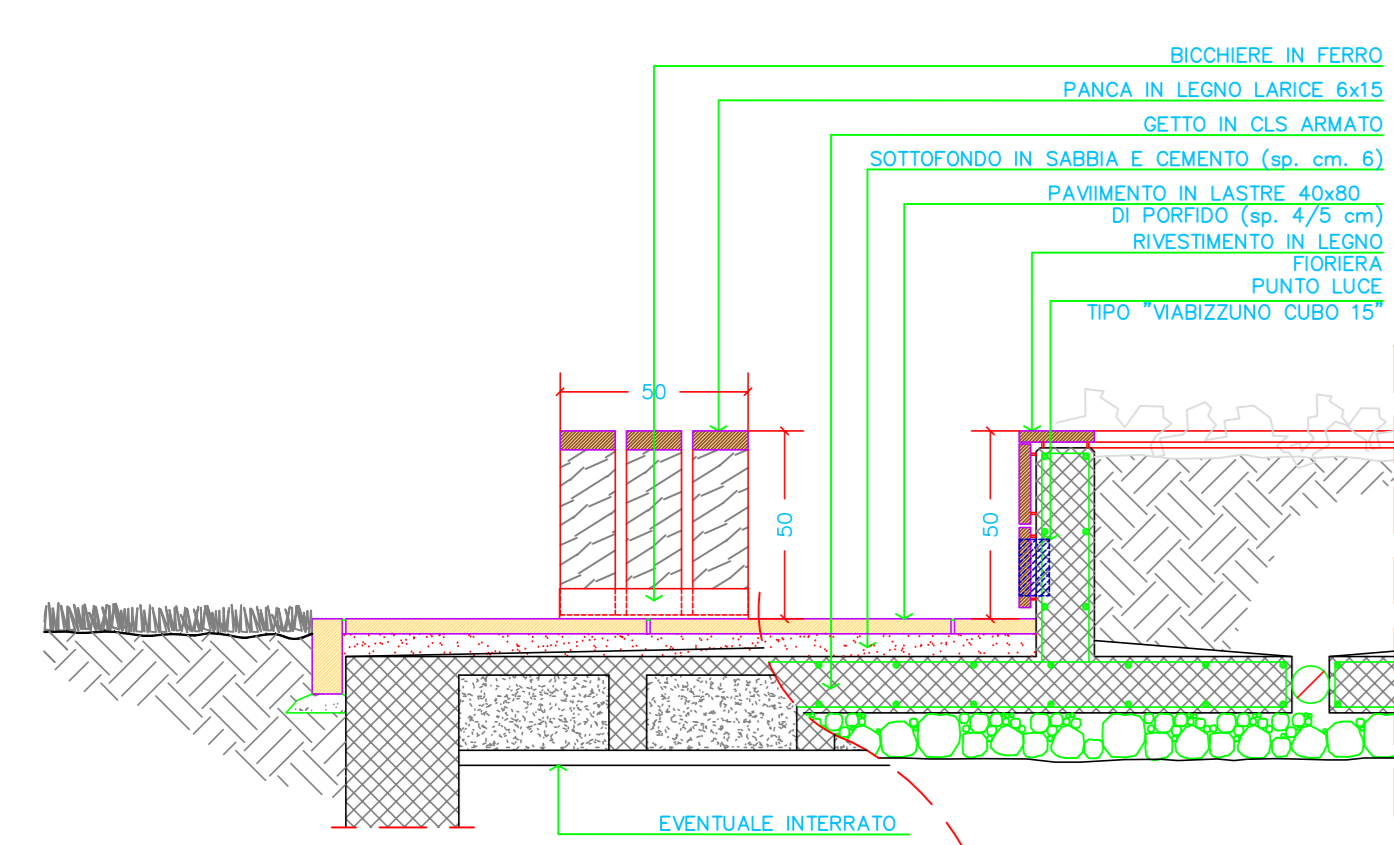 BICCHIERE IN FERRO
PANCA IN LEGNO LARICE 6x15
GETTO IN CLS ARMATO
SOTTOFONDO IN SABBIA E CEMENTO (sp. cm. 6)
PAVIIMENTO IN LASTRE 40x80
DI PORFIDO (sp. 4/5 cm)
RIVESTIMENTO IN LEGNO
FIORIERA
PUNTO LUCE
TIPO "VIABIZZUNO CUBO 15"
50
50
50
EVENTUALE INTERRATO